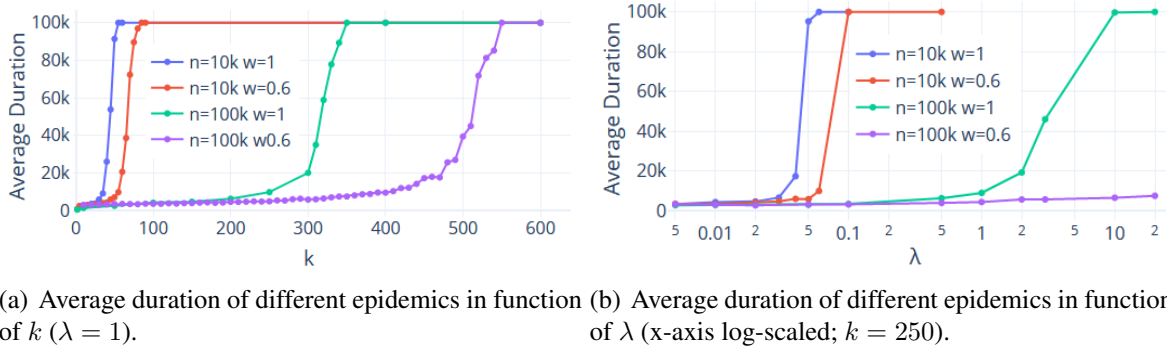 100k
80k
60k
40k
20k
0
Average Duration
n=10k w=1
n=10k w=0.6
n=100k w=1
n=100k w0.6
0 100 200 300 400 500 600
k
100k
80k
60k
40k
20k
0
Average Duration
n=10k w=1
n=10k w=0.6
n=100k w=1
n=100k w=0.6
5 0.01 2 5 0.1 2 5 1 2 5 10 2
λ
(a) Average duration of different epidemics in function
of k (λ = 1).
(b) Average duration of different epidemics in function
of λ (x-axis log-scaled; k = 250).